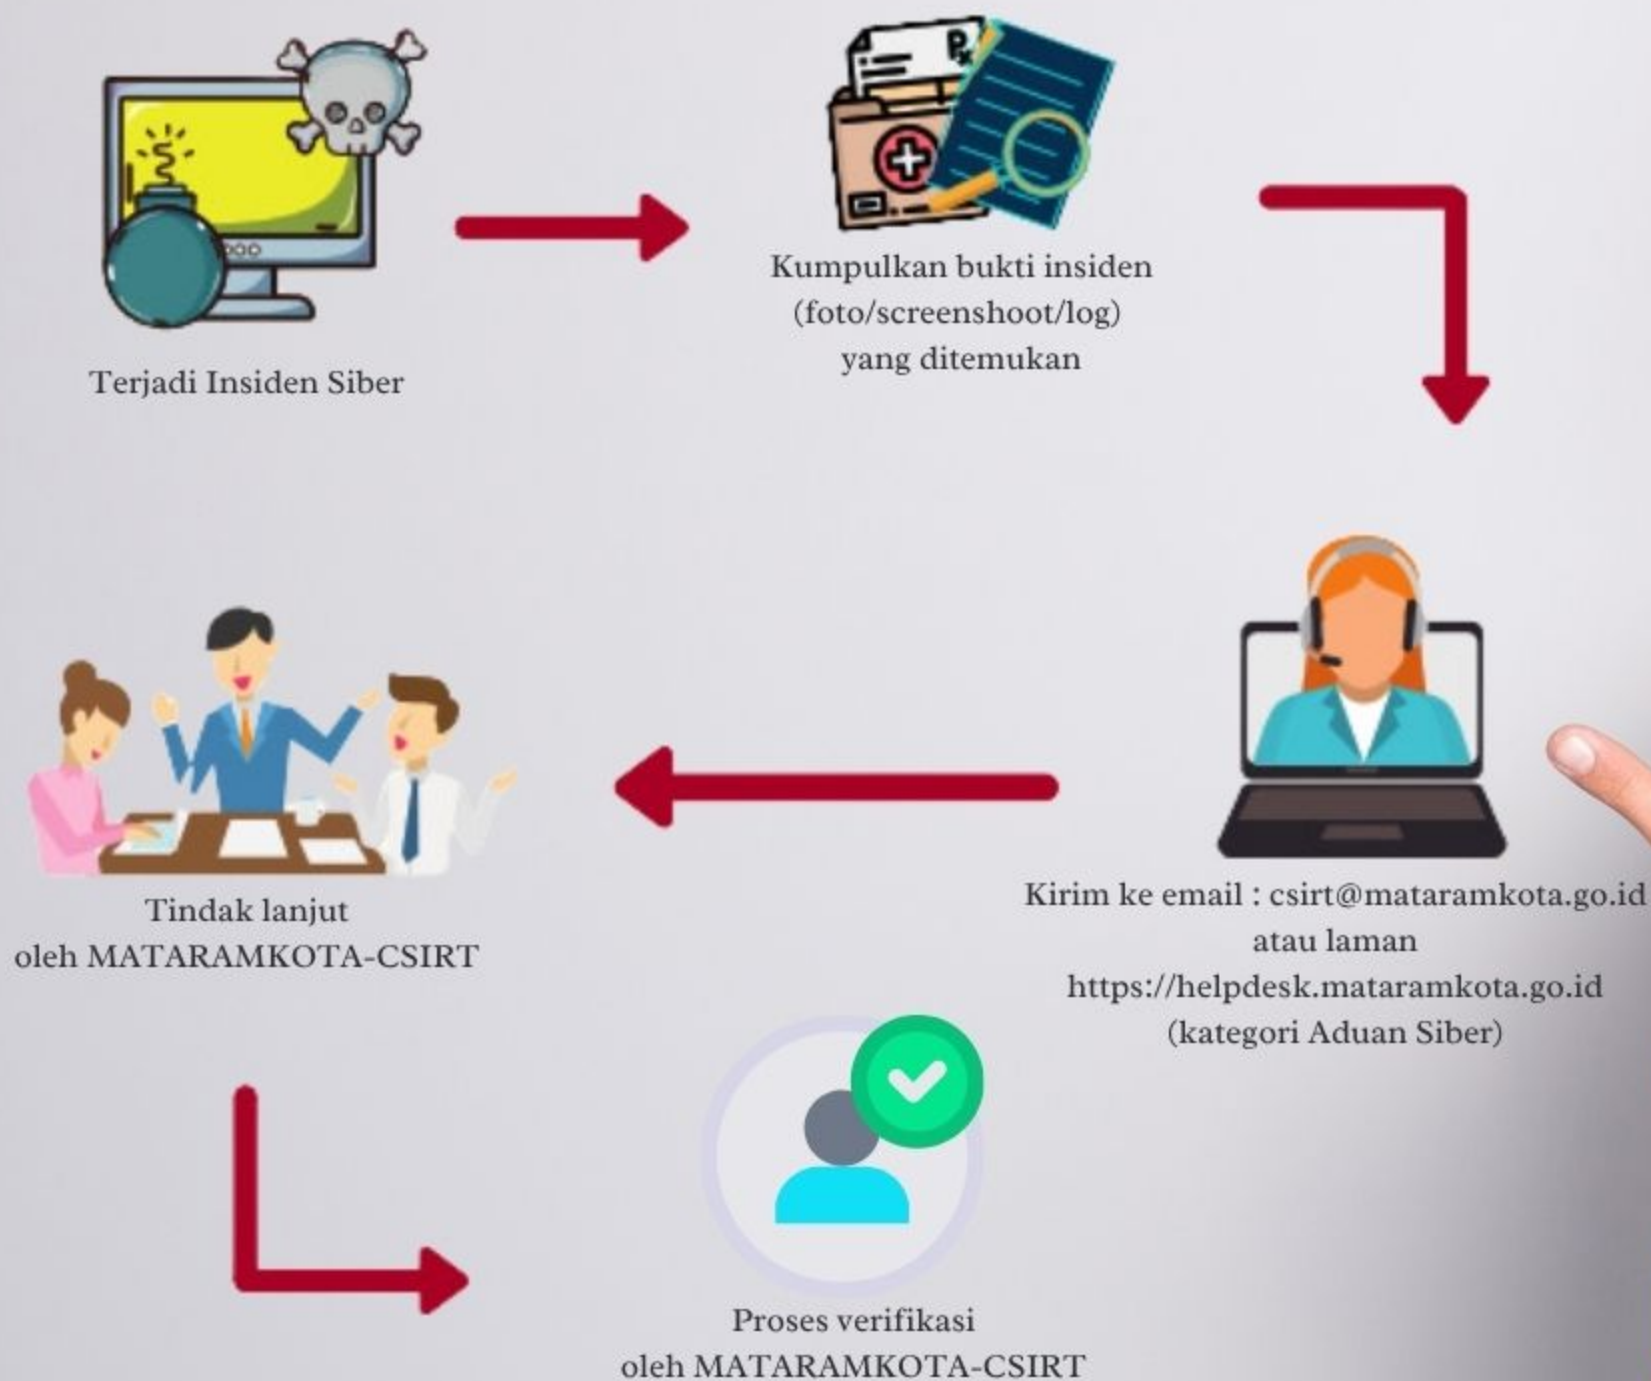 Terjadi Insiden Siber
Kumpulkan bukti insiden
(foto/screenshoot/log)
yang ditemukan
Kirim ke email : csirt@mataramkota.go.id
atau laman
https://helpdesk.mataramkota.go.id
(kategori Aduan Siber)
Tindak lanjut
oleh MATARAMKOTA-CSIRT
Proses verifikasi
oleh MATARAMKOTA-CSIRT